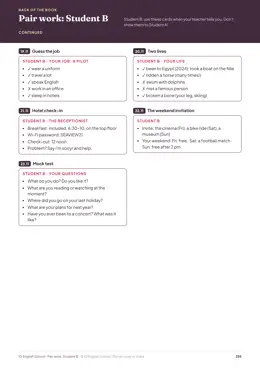 BACK OF THE BOOK
Pair work: Student B
CONTINUED
Student B: use these cards when your teacher tells you. Don't
show them to Student A!
Guess the job
STUDENT B · YOUR JOB: A PILOT
✓ wear a uniform
✓ travel a lot
✓ speak English
✗ work in an office
✓ sleep in hotels
Two lives
STUDENT B · YOUR LIFE
✓ been to Egypt (2024): took a boat on the Nile
✓ ridden a horse (many times!)
✗ swum with dolphins
✗ met a famous person
✓ broken a bone (your leg, skiing)
Hotel check-in
STUDENT B · THE RECEPTIONIST
Breakfast: included, 6.30–10, on the top floor
Wi-Fi password: SEAVIEW21
Check-out: 12 noon
Problem? Say I'm sorry and help.
The weekend invitation
STUDENT B
Invite: the cinema (Fri), a bike ride (Sat), a
museum (Sun)
Your weekend: Fri: free · Sat: a football match ·
Sun: free after 2 pm
Mock test
STUDENT B · YOUR QUESTIONS
What do you do? Do you like it?
What are you reading or watching at the
moment?
Where did you go on your last holiday?
What are your plans for next year?
Have you ever been to a concert? What was it
like?